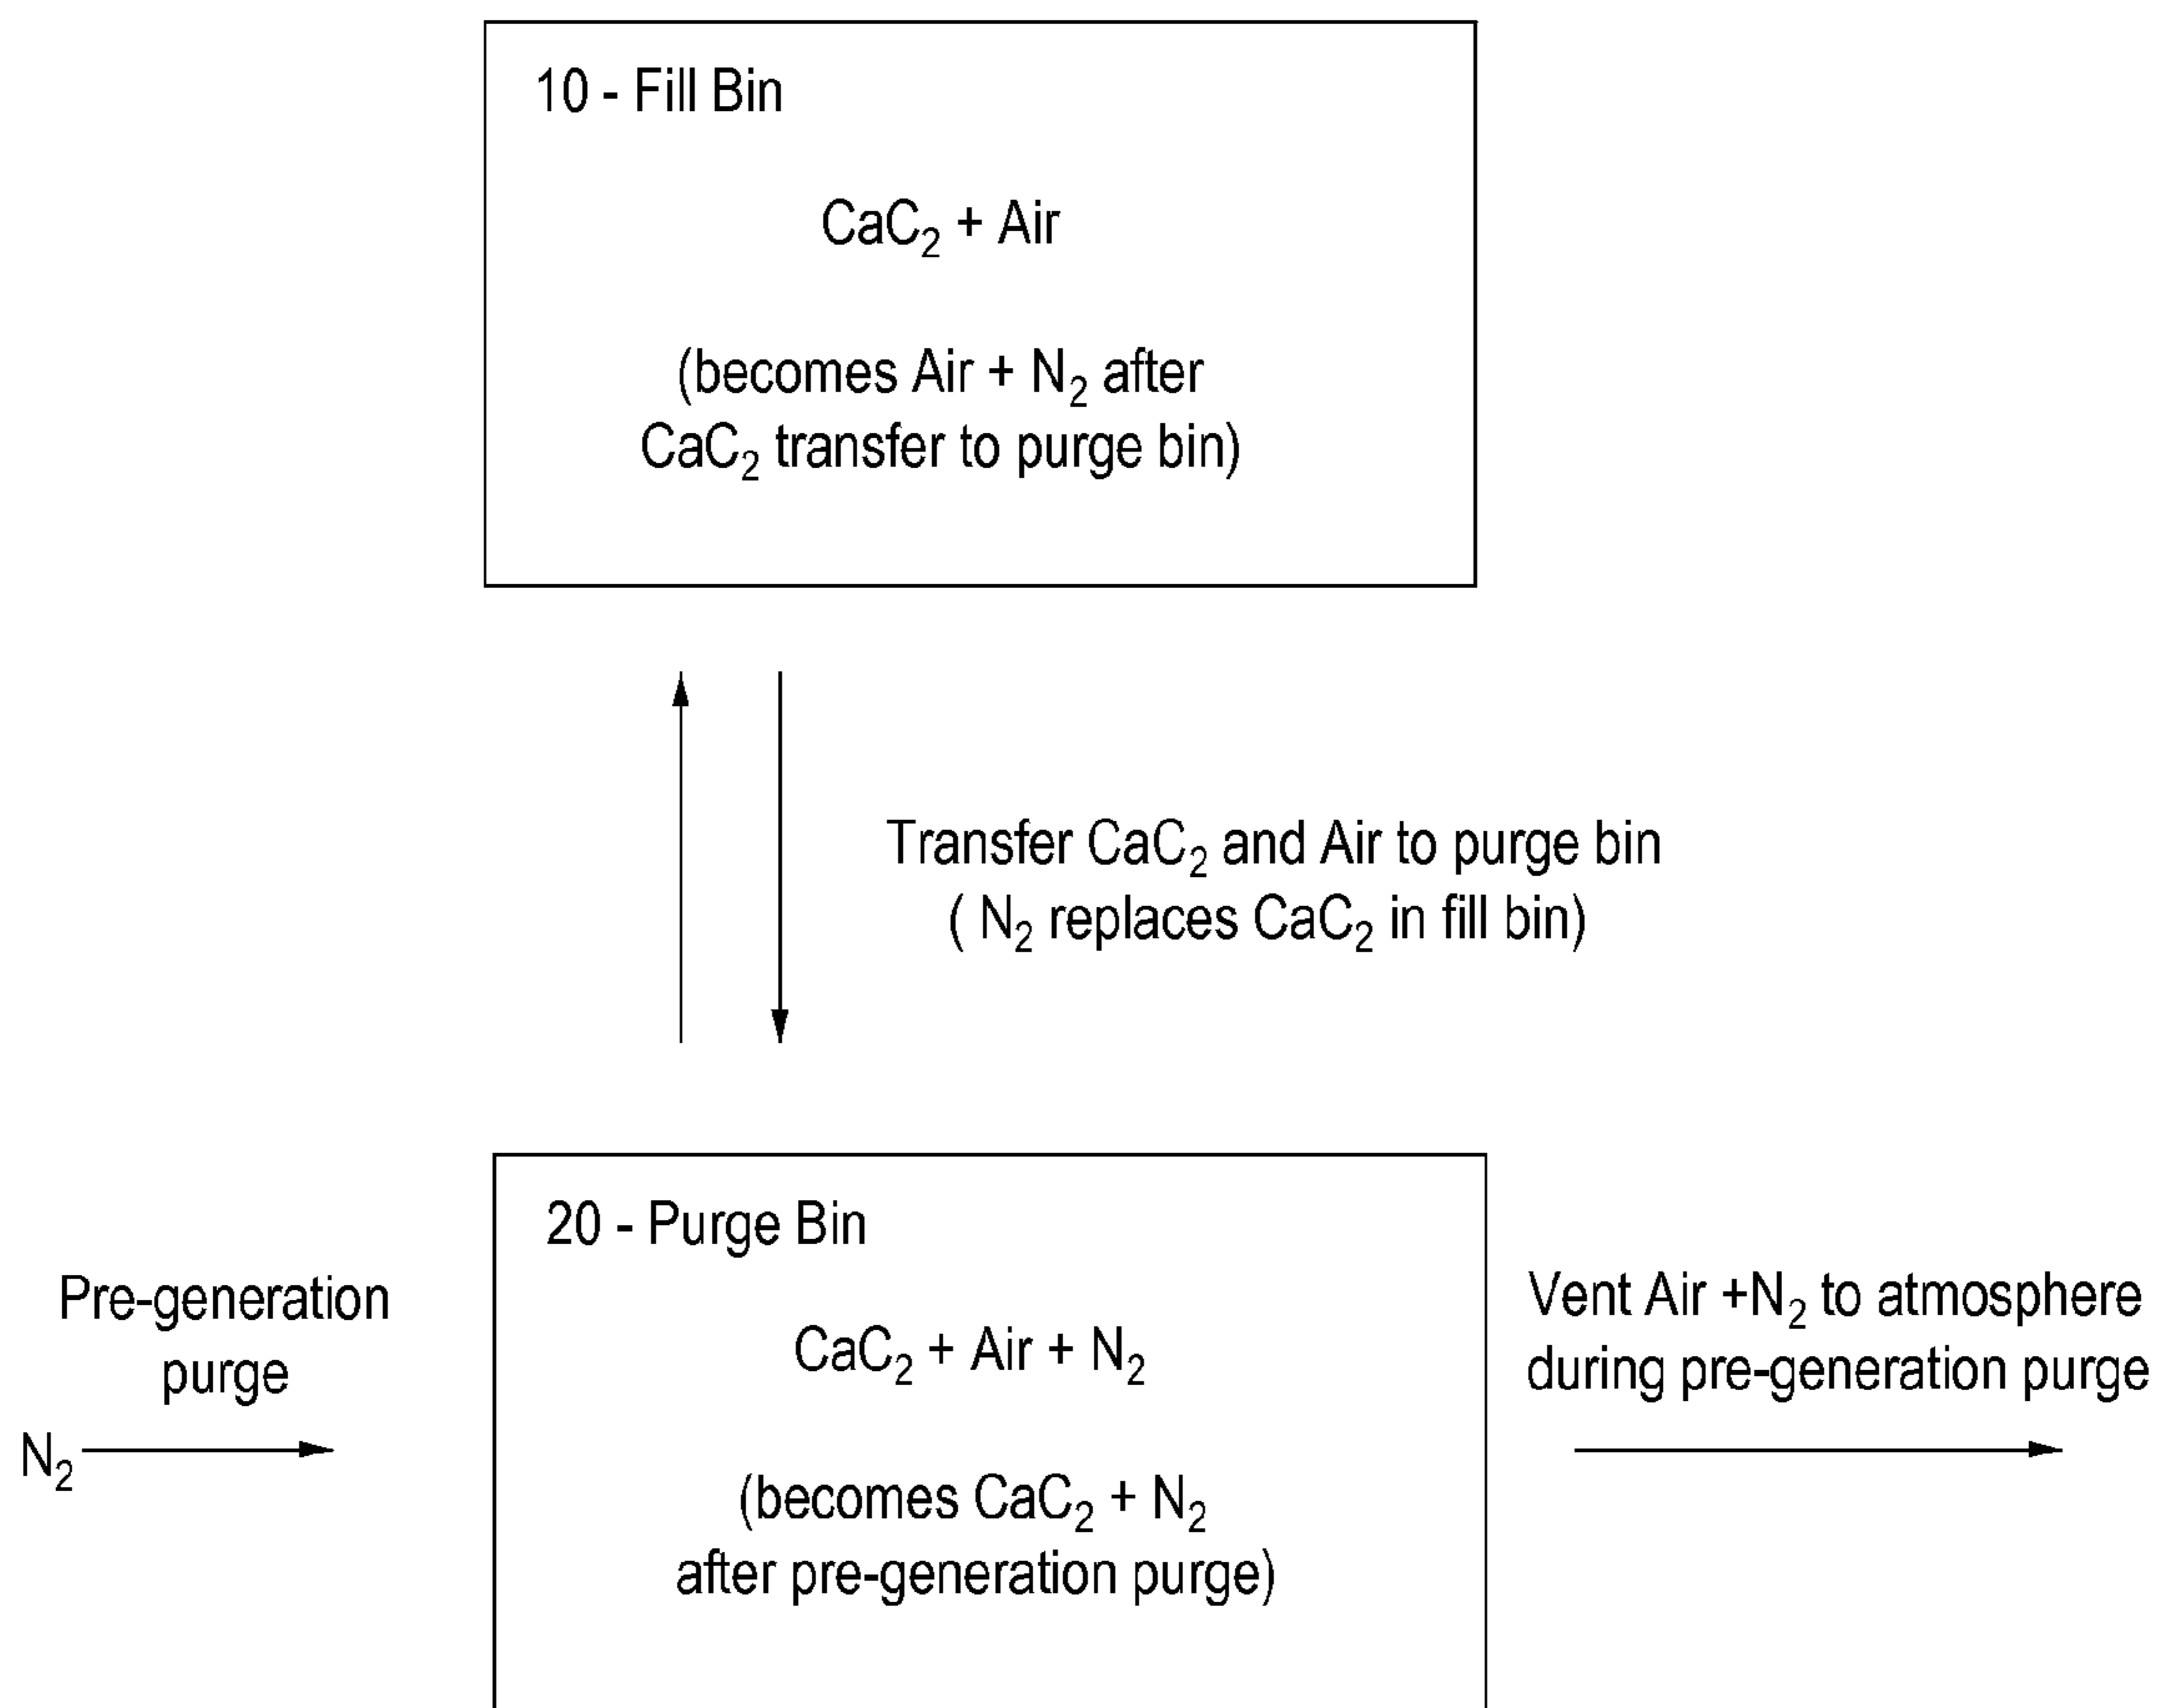 10 - Fill Bin
CaC₂ + Air
(becomes Air + N₂ after
CaC₂ transfer to purge bin)
Transfer CaC₂ and Air to purge bin
( N₂ replaces CaC₂ in fill bin)
20 - Purge Bin
Pre-generation
purge
N₂
CaC₂ + Air + N₂
(becomes CaC₂ + N₂
after pre-generation purge)
Vent Air +N₂ to atmosphere
during pre-generation purge